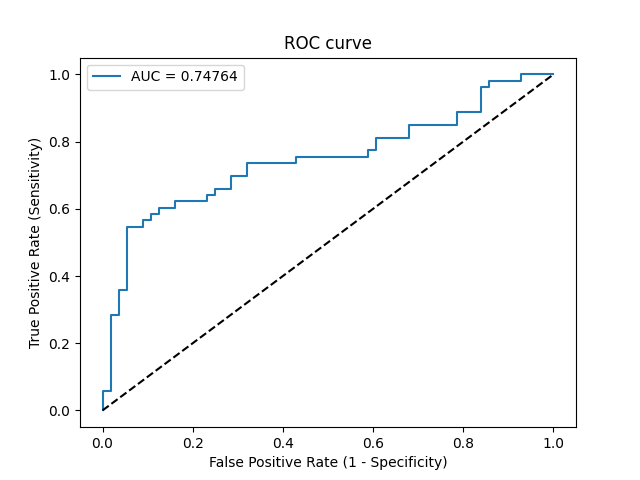 ROC curve
AUC = 0.74764
1.0
0.8
0.6
0.4
0.2
0.0
True Positive Rate (Sensitivity)
0.0 0.2 0.4 0.6 0.8 1.0
False Positive Rate (1 - Specificity)